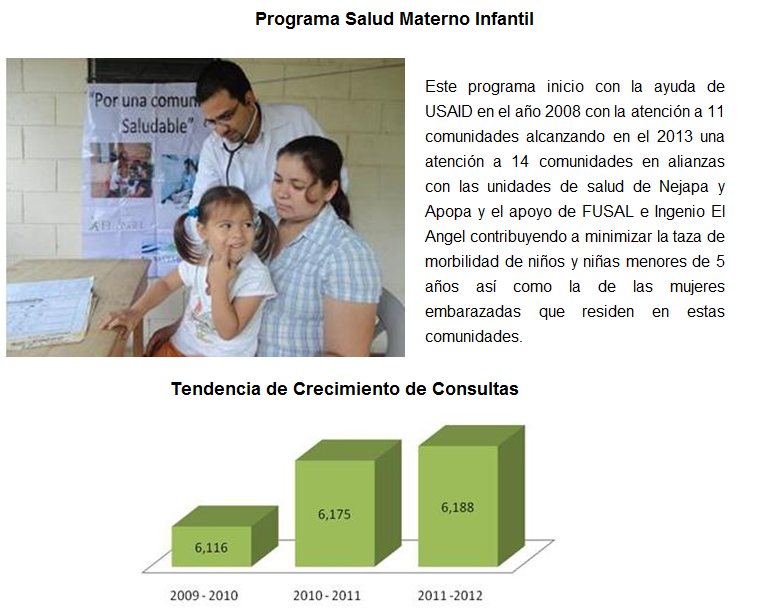 Programa Salud Materno Infantil
"Por una comun
Saludable"
Este programa inicio con la ayuda de
USAID en el año 2008 con la atención a 11
comunidades alcanzando en el 2013 una
atención a 14 comunidades en alianzas
con las unidades de salud de Nejapa y
Apopa y el apoyo de FUSAL e Ingenio El
Angel contribuyendo a minimizar la taza de
morbilidad de niños y niñas menores de 5
años así como la de las mujeres
embarazadas que residen en estas
comunidades.
Tendencia de Crecimiento de Consultas
6,116
6,175
6,188
2009 - 2010
2010 - 2011
2011 -2012